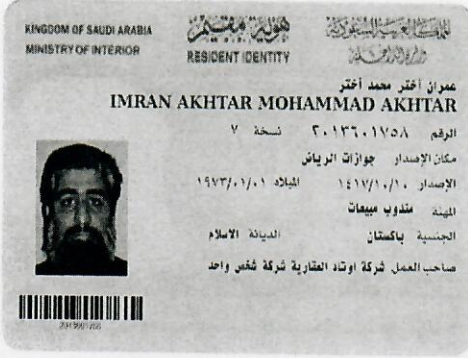 KINGDOM OF SAUDI ARABIA
MINISTRY OF INTERIOR
هوية مقيم
RESIDENT IDENTITY
المملكة العربية السعودية
وزارة الداخلية
عمران أختر محمد أختر
IMRAN AKHTAR MOHAMMAD AKHTAR
الرقم ٢٠١٣٦٠١٧٥٨ نسخة ٧
مكان الإصدار جوازات الرياض
الإصدار ١٤١٧/١٠/١٠ الميلاد ١٩٧٣/٠١/٠١
المهنة مندوب مبيعات
الجنسية باكستان الديانة الاسلام
صاحب العمل شركة اوتاد العقارية شركة شخص واحد